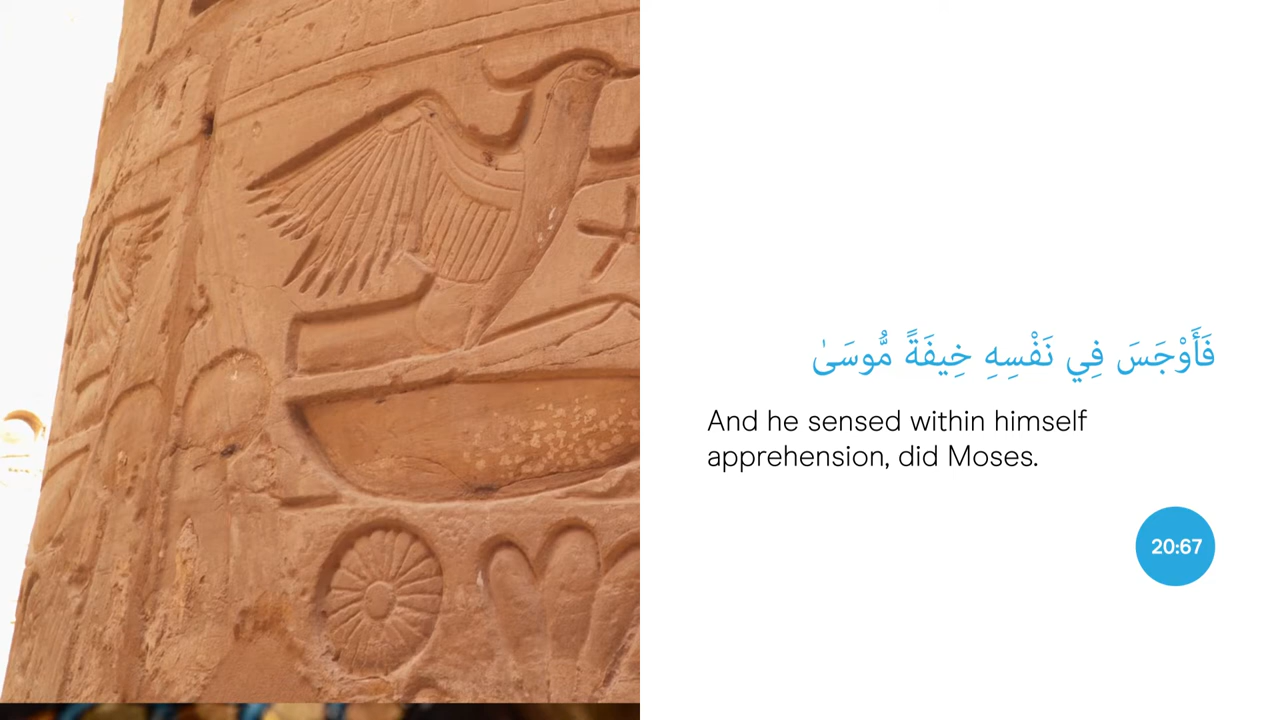 فَأَوْجَسَ فِي نَفْسِهِ خِيفَةً مُّوسَىٰ
And he sensed within himself
apprehension, did Moses.
20:67